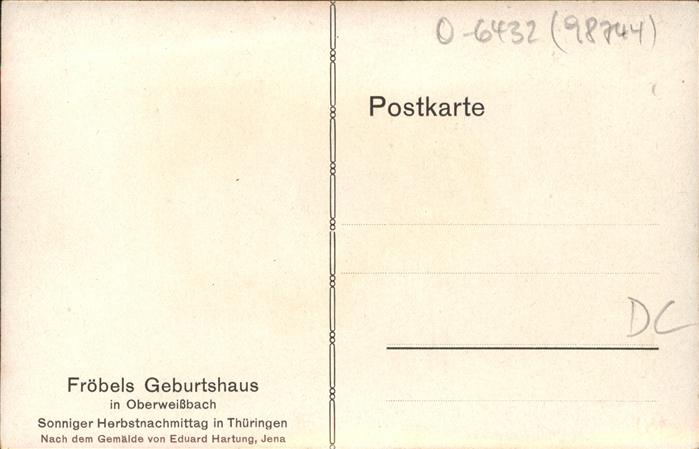 O-6432 (98744)
Postkarte
DC
Fröbels Geburtshaus
in Oberweißbach
Sonniger Herbstnachmittag in Thüringen
Nach dem Gemälde von Eduard Hartung, Jena